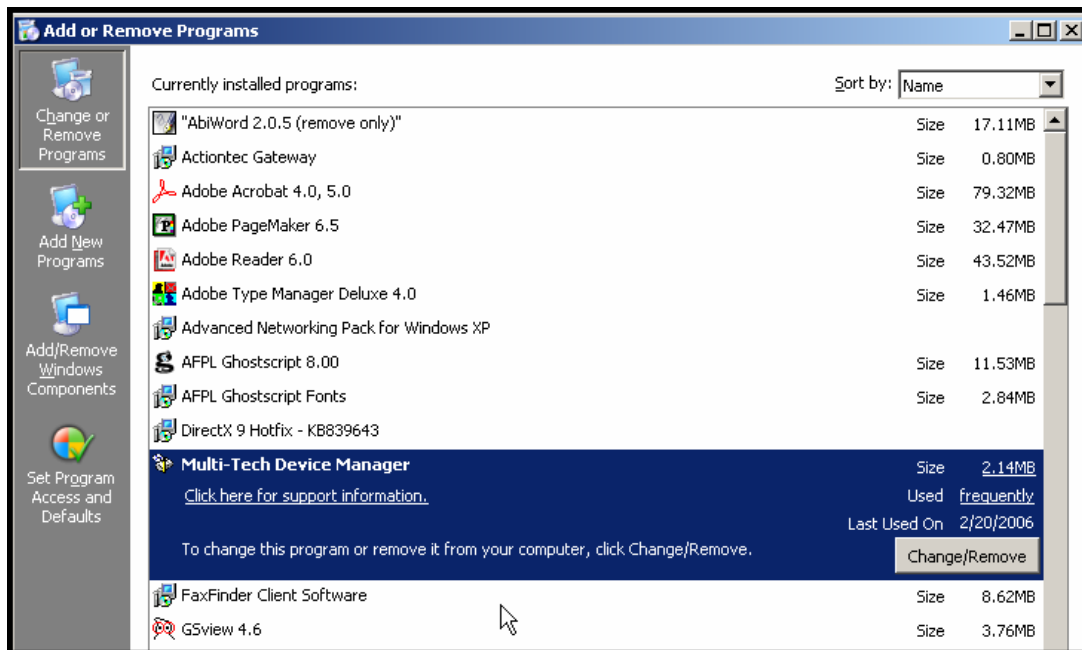 Add or Remove Programs
Change or
Remove
Programs
Add New
Programs
Add/Remove
Windows
Components
Set Program
Access and
Defaults
Currently installed programs:
Sort by: Name
"AbiWord 2.0.5 (remove only)" Size 17.11MB
Actiontec Gateway Size 0.80MB
Adobe Acrobat 4.0, 5.0 Size 79.32MB
Adobe PageMaker 6.5 Size 32.47MB
Adobe Reader 6.0 Size 43.52MB
Adobe Type Manager Deluxe 4.0 Size 1.46MB
Advanced Networking Pack for Windows XP
AFPL Ghostscript 8.00 Size 11.53MB
AFPL Ghostscript Fonts Size 2.84MB
DirectX 9 Hotfix - KB839643
Multi-Tech Device Manager Size 2.14MB
Click here for support information. Used frequently
Last Used On 2/20/2006
To change this program or remove it from your computer, click Change/Remove. Change/Remove
FaxFinder Client Software Size 8.62MB
GSview 4.6 Size 3.76MB